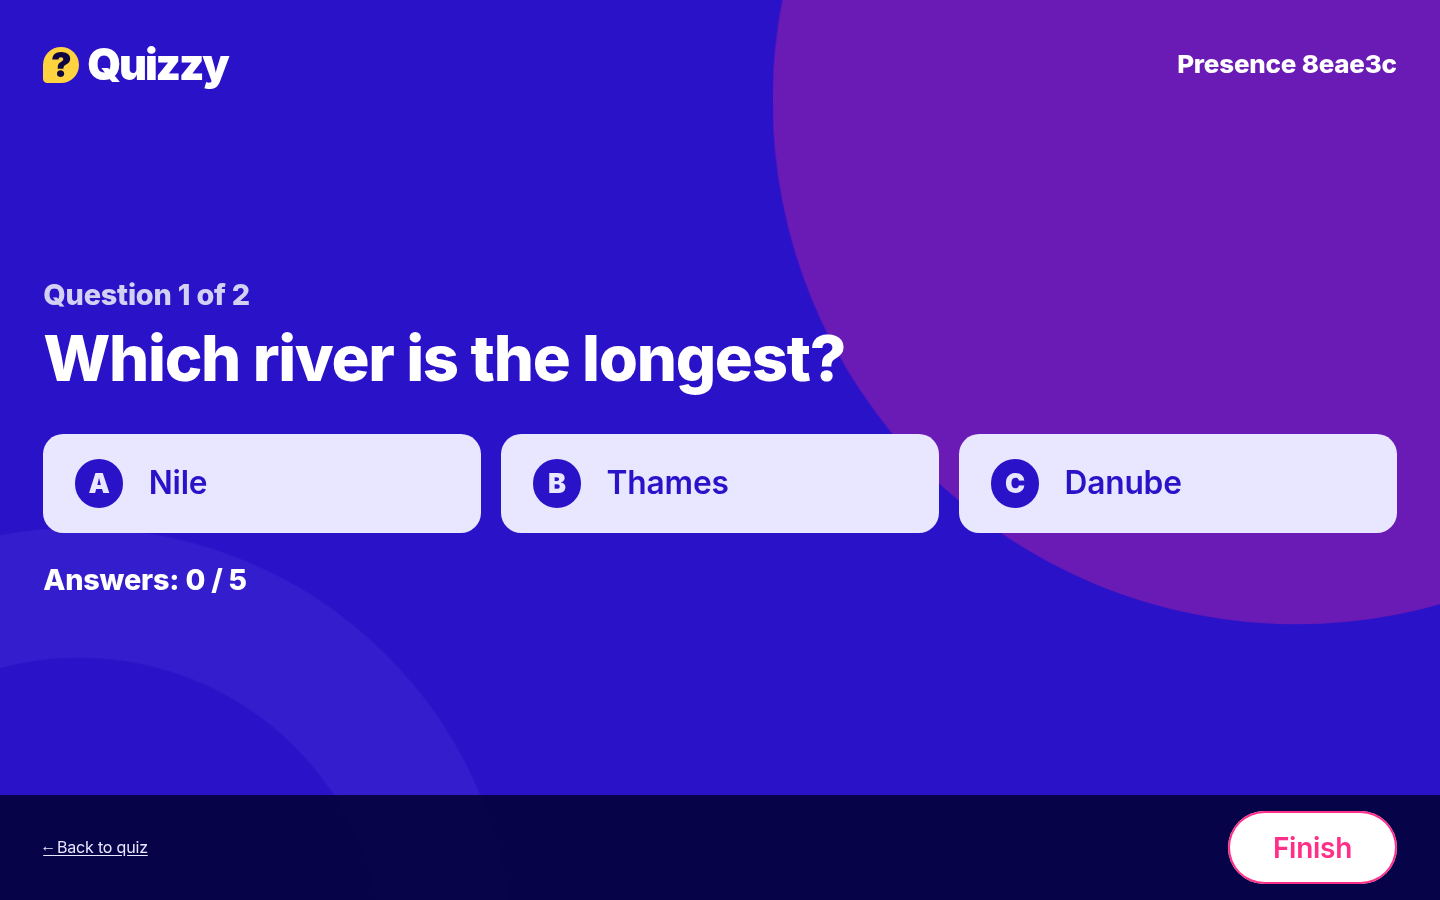 ? Quizzy
Presence 8eae3c
Question 1 of 2
Which river is the longest?
A Nile
B Thames
C Danube
Answers: 0 / 5
←Back to quiz
Finish